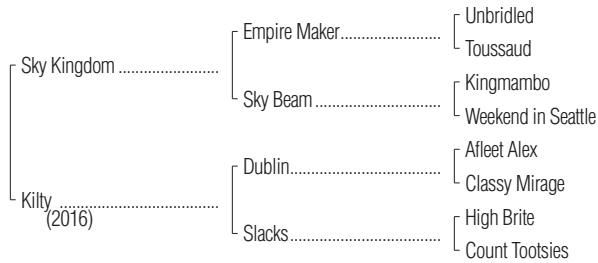 Unbridled
Empire Maker
Toussaud
Sky Kingdom
Kingmambo
Sky Beam
Weekend in Seattle
Afleet Alex
Dublin
Classy Mirage
Kilty
(2016)
High Brite
Slacks
Count Tootsies